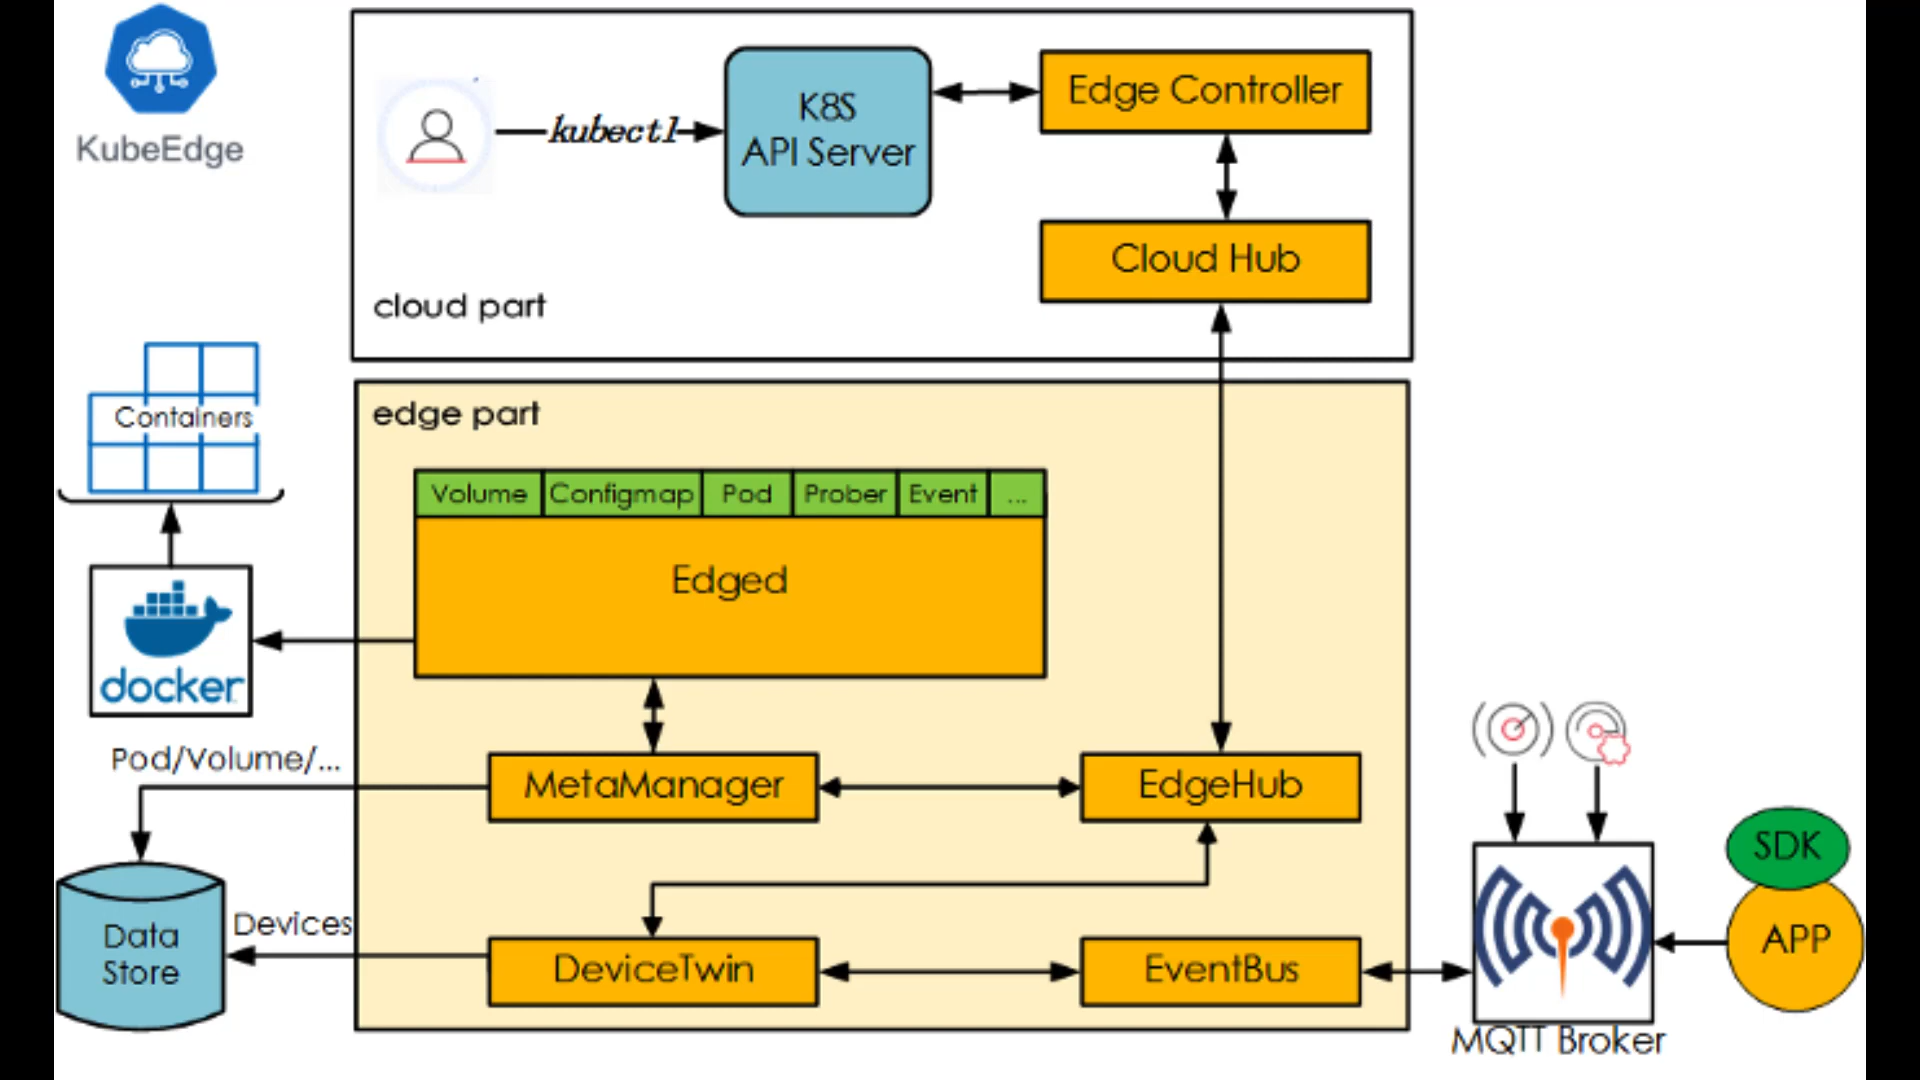 KubeEdge
kubectl
K8S
API Server
Edge Controller
Cloud Hub
cloud part
Containers
edge part
Volume
Configmap
Pod
Prober
Event
...
Edged
docker
Pod/Volume/...
MetaManager
EdgeHub
SDK
APP
Data
Store
Devices
DeviceTwin
EventBus
MQTT Broker